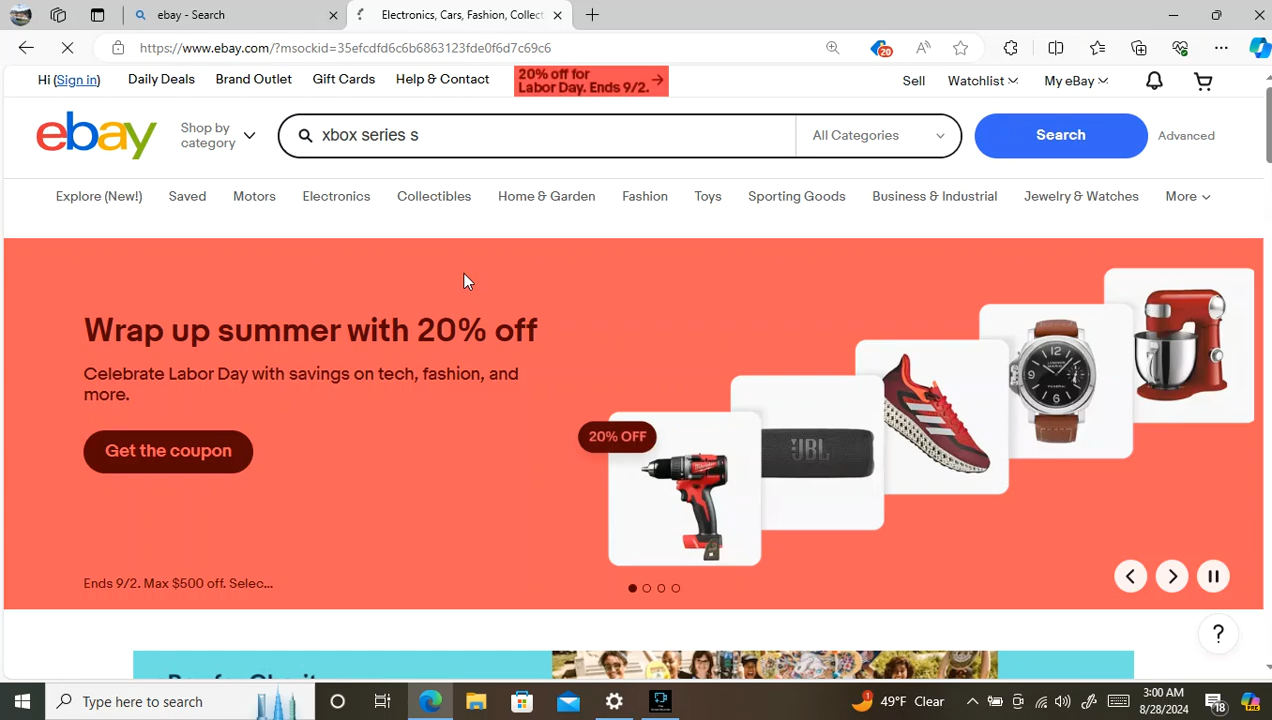 ebay - Search
Electronics, Cars, Fashion, Collect
https://www.ebay.com/?msockid=35efcdfd6c6b6863123fde0f6d7c69c6
20
Hi (Sign in)
Daily Deals
Brand Outlet
Gift Cards
Help & Contact
20% off for
Labor Day. Ends 9/2.
Sell
Watchlist
My eBay
ebay
Shop by
category
xbox series s
All Categories
Search
Advanced
Explore (New!)
Saved
Motors
Electronics
Collectibles
Home & Garden
Fashion
Toys
Sporting Goods
Business & Industrial
Jewelry & Watches
More
Wrap up summer with 20% off
Celebrate Labor Day with savings on tech, fashion, and
more.
Get the coupon
20% OFF
JBL
Ends 9/2. Max $500 off. Selec...
?
Type here to search
49°F Clear
3:00 AM
8/28/2024
18